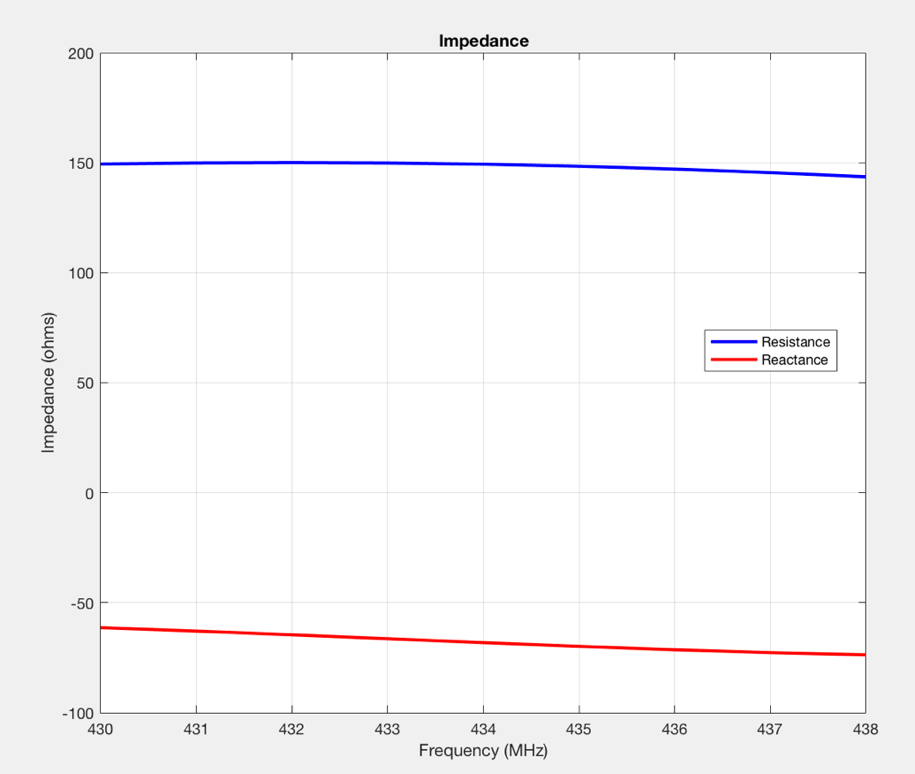 Impedance
200
150
100
50
0
-50
-100
Impedance (ohms)
Resistance
Reactance
430 431 432 433 434 435 436 437 438
Frequency (MHz)